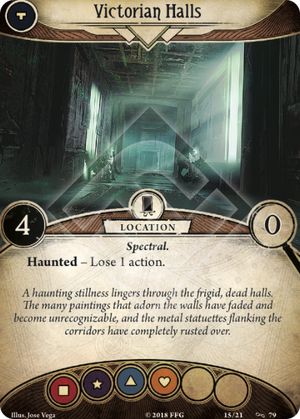 Victorian Halls
4
0
LOCATION
Spectral.
Haunted – Lose 1 action.
A haunting stillness lingers through the frigid, dead halls.
The many paintings that adorn the walls have faded and
become unrecognizable, and the metal statuettes flanking the
corridors have completely rusted over.
Illus. Jose Vega
© 2018 FFG
15/21
79